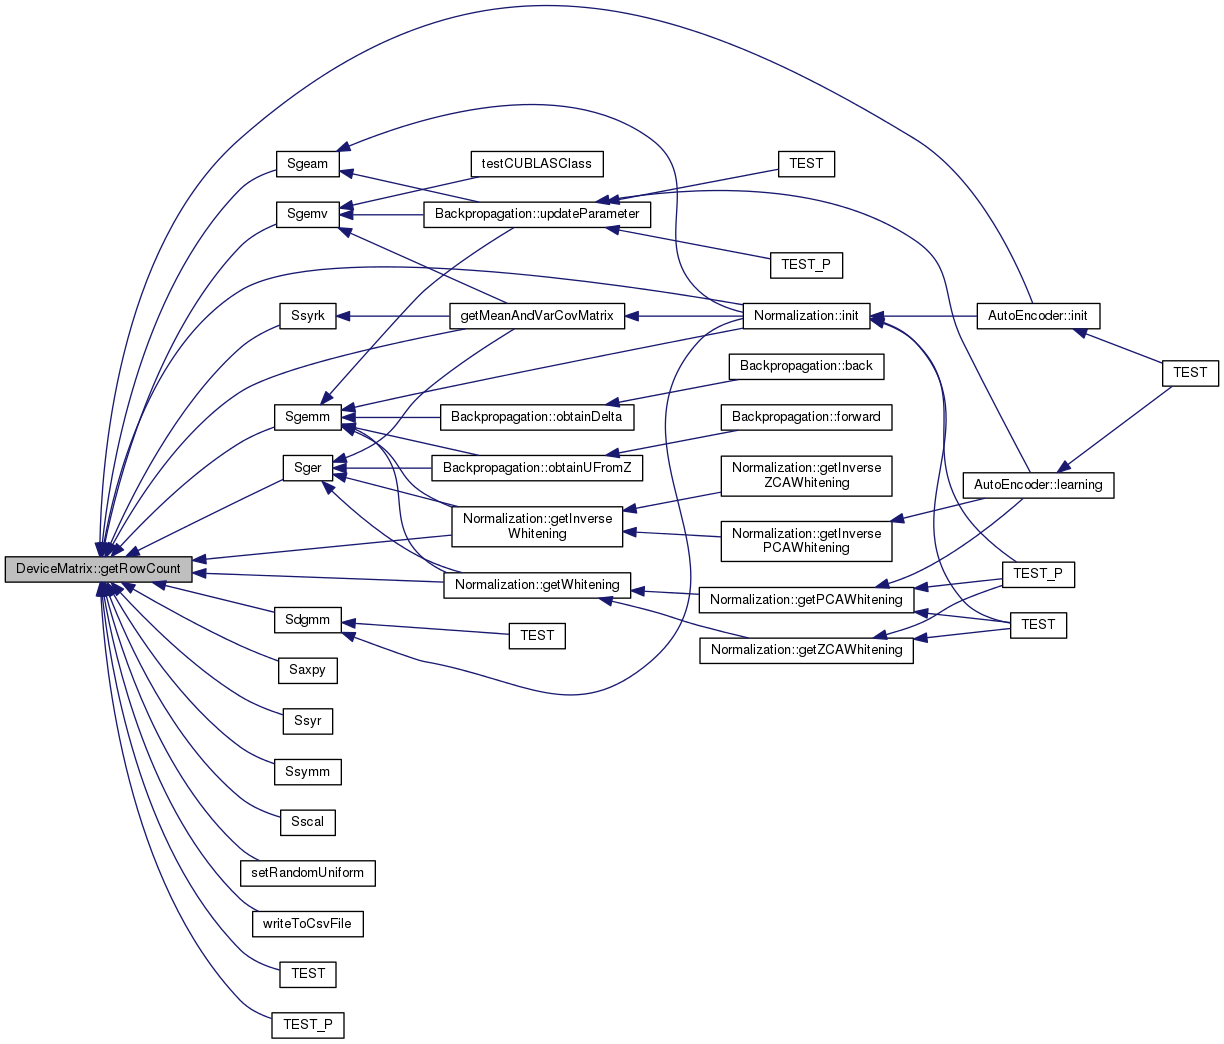 DeviceMatrix::getRowCount
Sgeam
Sgemv
Ssyrk
Sgemm
Sger
Sdgmm
Saxpy
Ssyr
Ssymm
Sscal
setRandomUniform
writeToCsvFile
TEST
TEST_P
testCUBLASClass
Backpropagation::updateParameter
getMeanAndVarCovMatrix
Backpropagation::obtainDelta
Backpropagation::obtainUFromZ
Normalization::getInverse
Whitening
Normalization::getWhitening
TEST
TEST
TEST_P
Normalization::init
Backpropagation::back
Backpropagation::forward
Normalization::getInverse
ZCAWhitening
Normalization::getInverse
PCAWhitening
Normalization::getPCAWhitening
Normalization::getZCAWhitening
AutoEncoder::init
AutoEncoder::learning
TEST_P
TEST
TEST